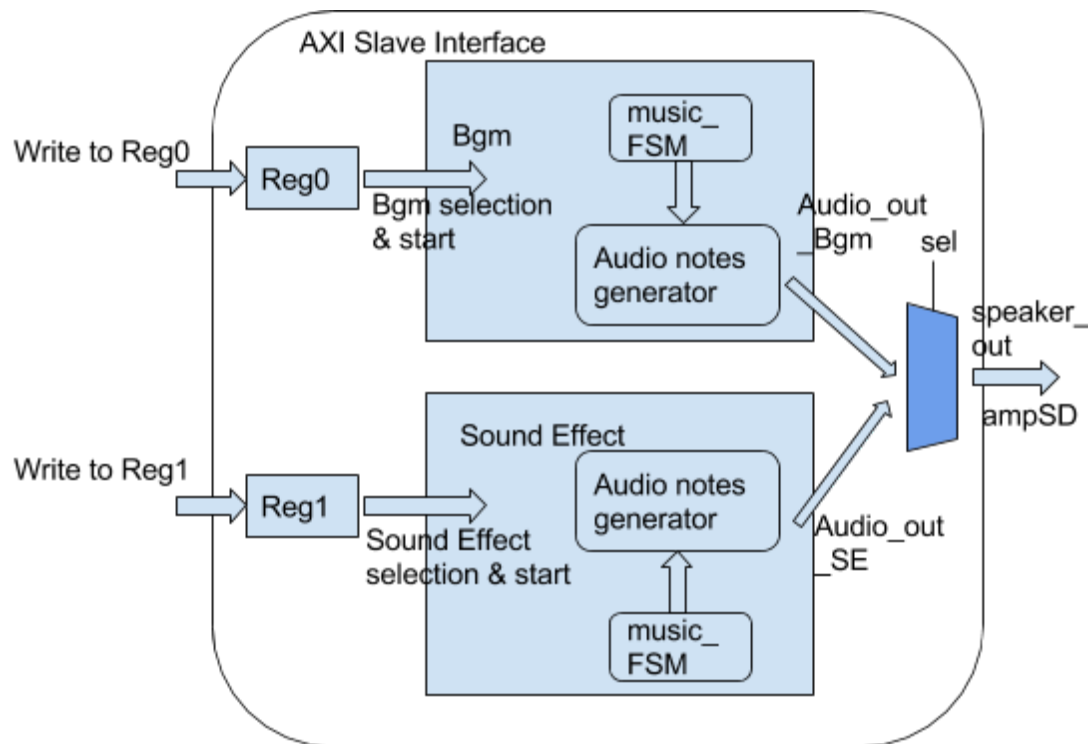 AXI Slave Interface
Write to Reg0
Reg0
Bgm
Bgm selection
& start
music_
FSM
Audio notes
generator
Audio_out
_Bgm
sel
speaker_
out
ampSD
Write to Reg1
Reg1
Sound Effect
Sound Effect
selection & start
Audio notes
generator
music_
FSM
Audio_out
_SE